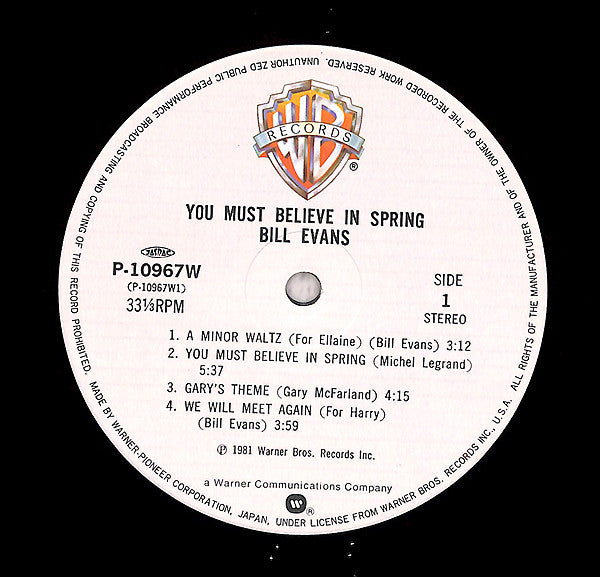 ALL RIGHTS OF THE MANUFACTURER AND OF THE OWNER OF THE RECORDED WORK RESERVED. UNAUTHOR ZED PUBLIC PERFORMANCE BROADCASTING AND COPYING OF THIS RECORD PROHIBITED.
WB
RECORDS
®
YOU MUST BELIEVE IN SPRING
BILL EVANS
JASRAC
P-10967W
(P-10967W1)
33⅓RPM
SIDE
1
STEREO
1. A MINOR WALTZ (For Ellaine) (Bill Evans) 3:12
2. YOU MUST BELIEVE IN SPRING (Michel Legrand)
5:37
3. GARY'S THEME (Gary McFarland) 4:15
4. WE WILL MEET AGAIN (For Harry)
(Bill Evans) 3:59
℗ 1981 Warner Bros. Records Inc.
a Warner Communications Company
®
MADE BY WARNER-PIONEER CORPORATION, JAPAN, UNDER LICENSE FROM WARNER BROS. RECORDS INC., U.S.A.